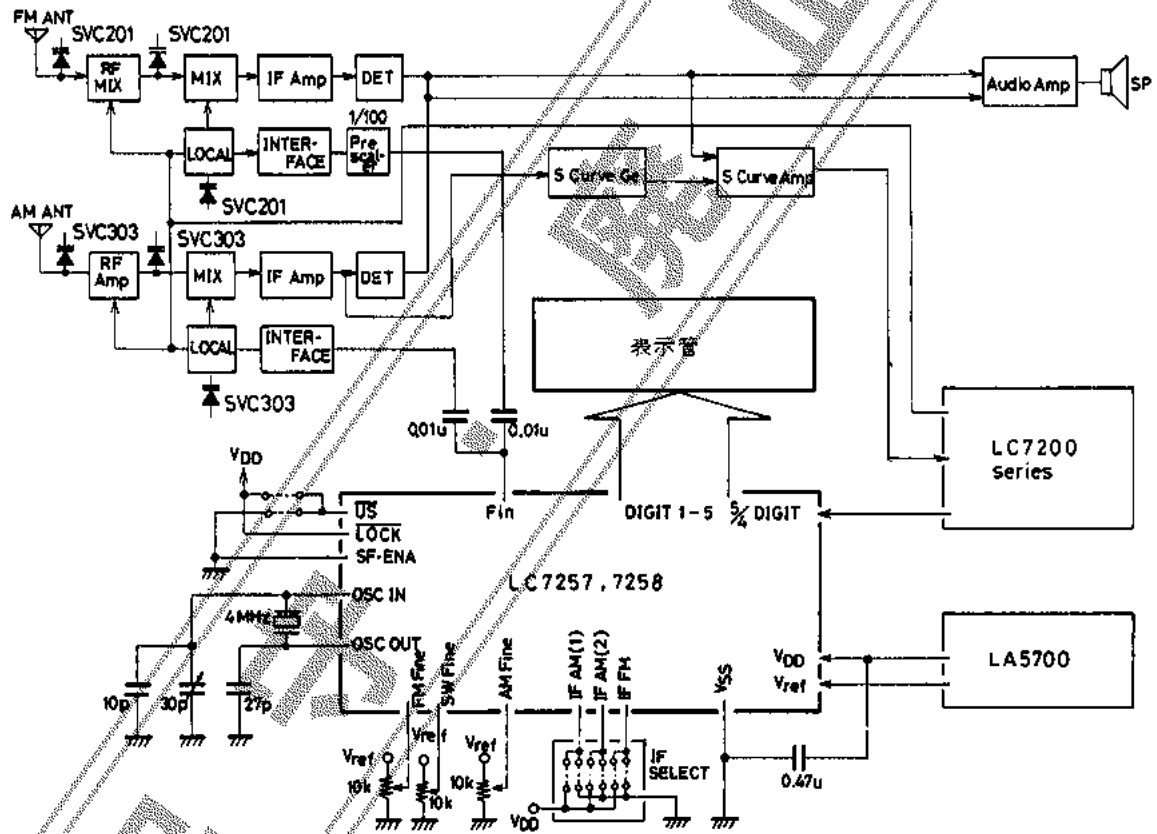 FM ANT
SVC201
SVC201
RF
MIX
MIX
IF Amp
DET
Audio Amp
SP
1/100
LOCAL
INTER-
FACE
Pre
scaler
S Curve Ge
S Curve Amp
SVC201
AM ANT
SVC303
SVC303
RF
Amp
MIX
IF Amp
DET
LOCAL
INTER-
FACE
表示管
SVC303
0.01u
0.01u
LC7200
series
VDD
US
LOCK
SF-ENA
Fin
DIGIT 1-5
5/4 DIGIT
LC7257, 7258
OSC IN
4MHz
OSC OUT
10p
30p
27p
FM Fine
SW Fine
AM Fine
IF AM(1)
IF AM(2)
IF FM
VSS
VDD
Vref
LA5700
Vref
Vref
Vref
10k
10k
10k
IF
SELECT
VDD
0.47u